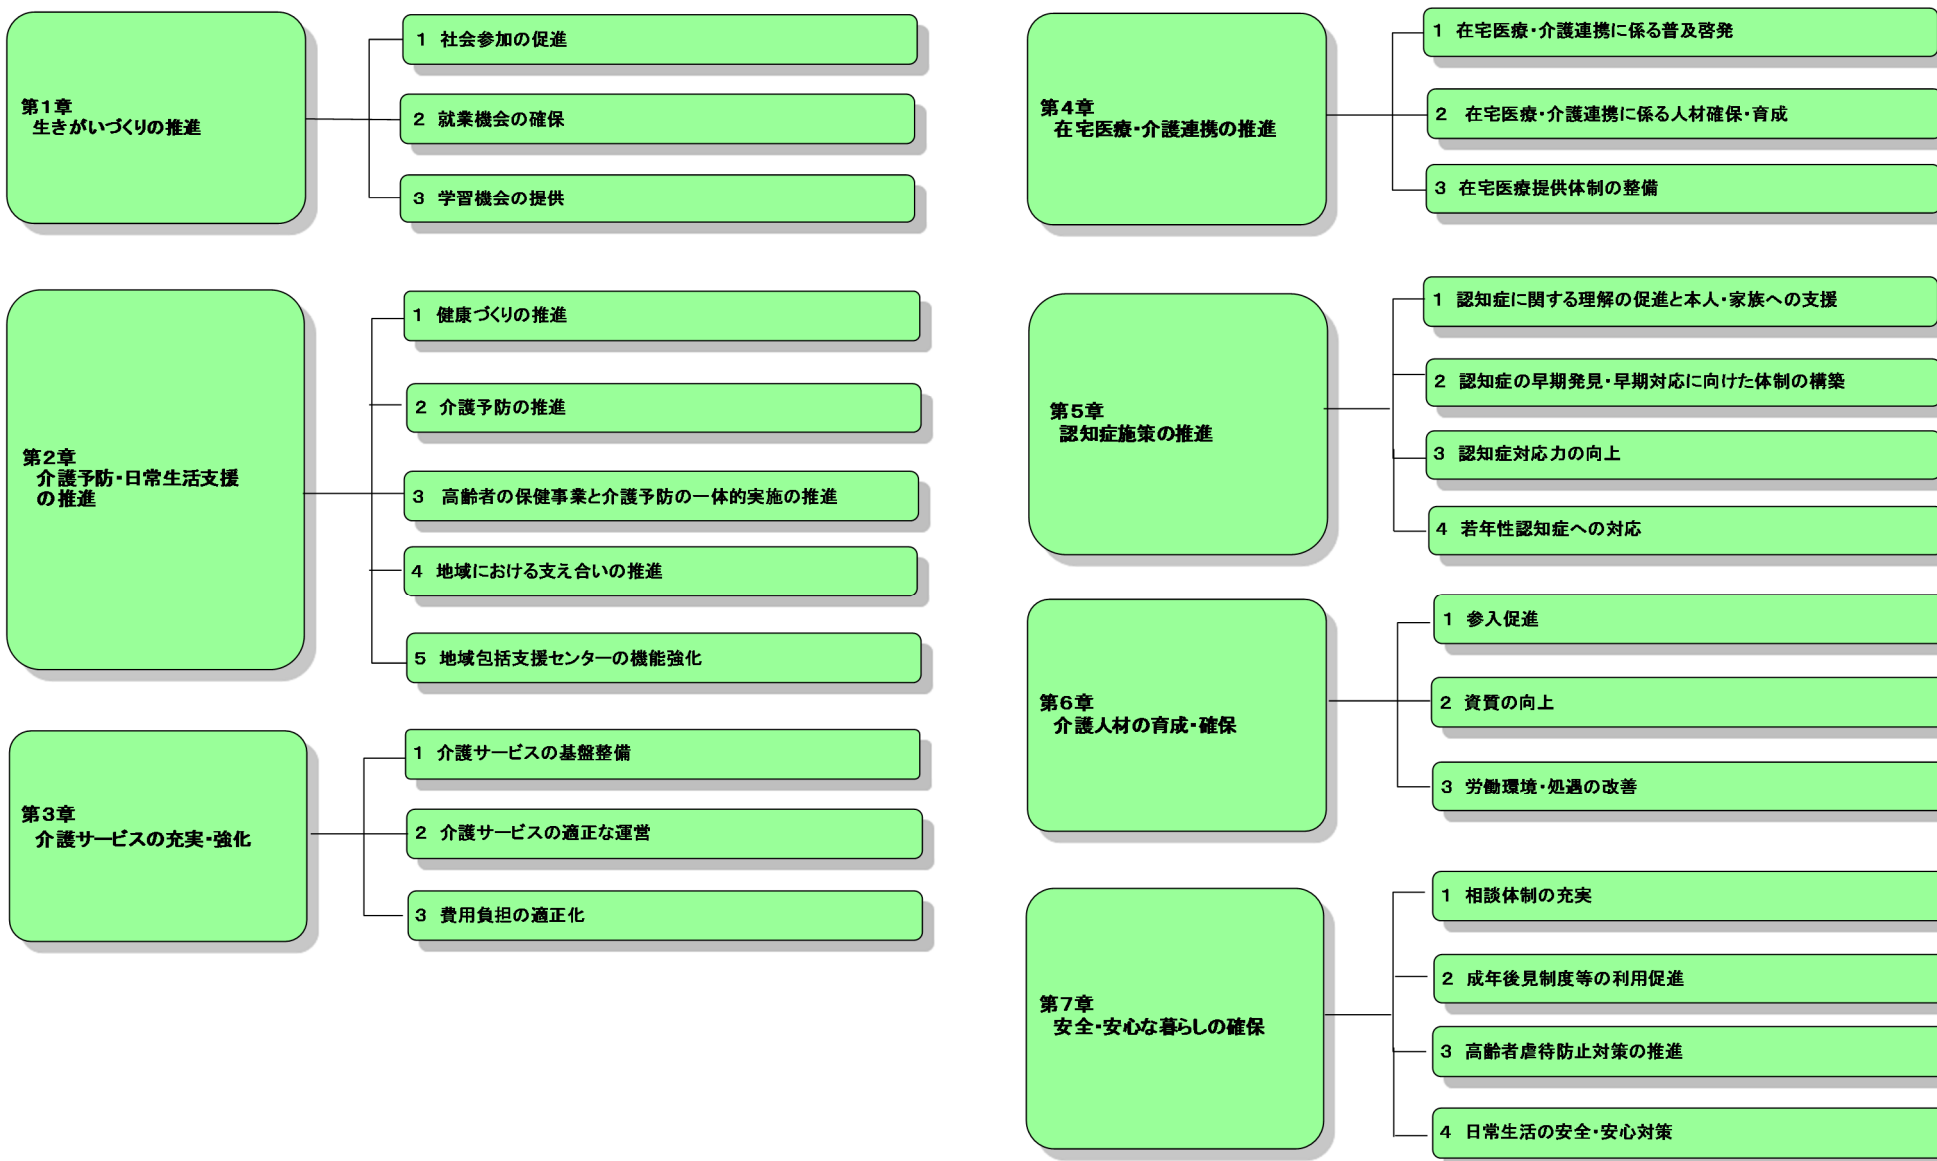 第1章
生きがいづくりの推進
1 社会参加の促進
2 就業機会の確保
3 学習機会の提供
第2章
介護予防・日常生活支援
の推進
1 健康づくりの推進
2 介護予防の推進
3 高齢者の保健事業と介護予防の一体的実施の推進
4 地域における支え合いの推進
5 地域包括支援センターの機能強化
第3章
介護サービスの充実・強化
1 介護サービスの基盤整備
2 介護サービスの適正な運営
3 費用負担の適正化
第4章
在宅医療・介護連携の推進
1 在宅医療・介護連携に係る普及啓発
2 在宅医療・介護連携に係る人材確保・育成
3 在宅医療提供体制の整備
第5章
認知症施策の推進
1 認知症に関する理解の促進と本人・家族への支援
2 認知症の早期発見・早期対応に向けた体制の構築
3 認知症対応力の向上
4 若年性認知症への対応
第6章
介護人材の育成・確保
1 参入促進
2 資質の向上
3 労働環境・処遇の改善
第7章
安全・安心な暮らしの確保
1 相談体制の充実
2 成年後見制度等の利用促進
3 高齢者虐待防止対策の推進
4 日常生活の安全・安心対策